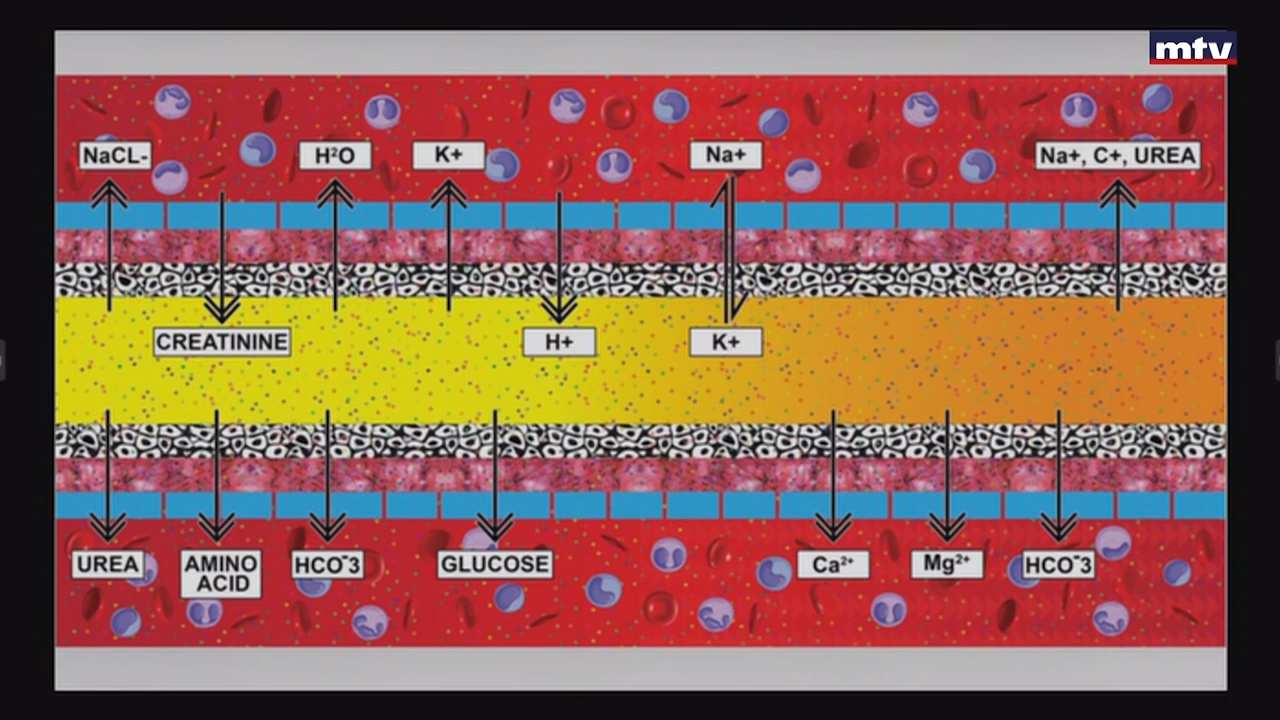 mtv
NaCL-
H²O
K+
Na+
Na+, C+, UREA
CREATININE
H+
K+
UREA
AMINO
ACID
HCO⁻3
GLUCOSE
Ca²⁺
Mg²⁺
HCO⁻3